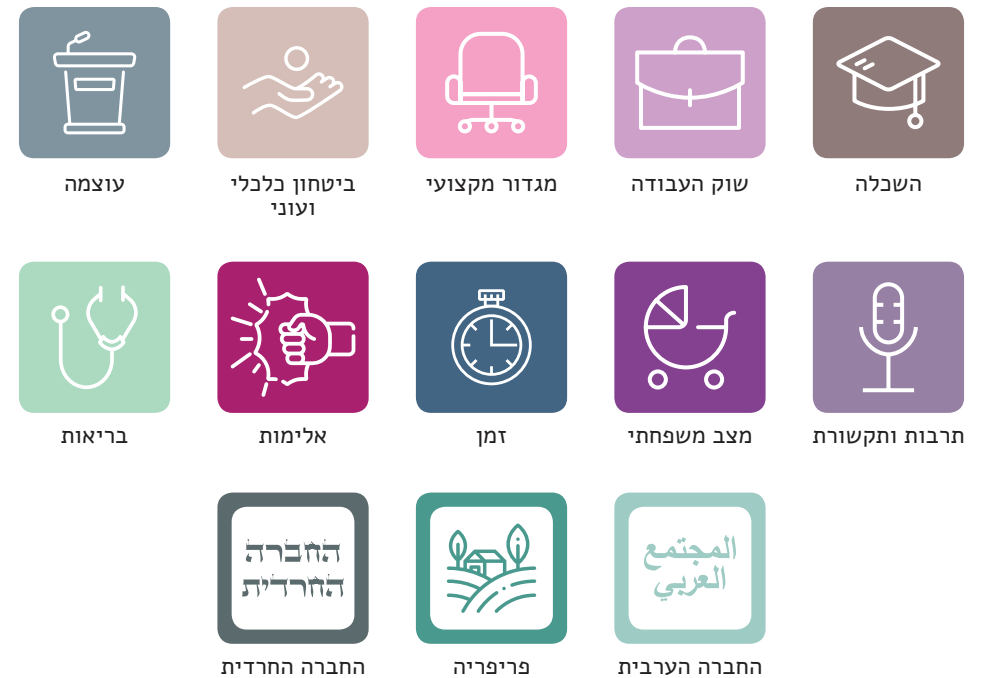 השכלה
שוק העבודה
מגדור מקצועי
ביטחון כלכלי
ועוני
עוצמה
תרבות ותקשורת
מצב משפחתי
זמן
אלימות
בריאות
المجتمع
العربي
החברה הערבית
פריפריה
החברה
החרדית
החברה החרדית